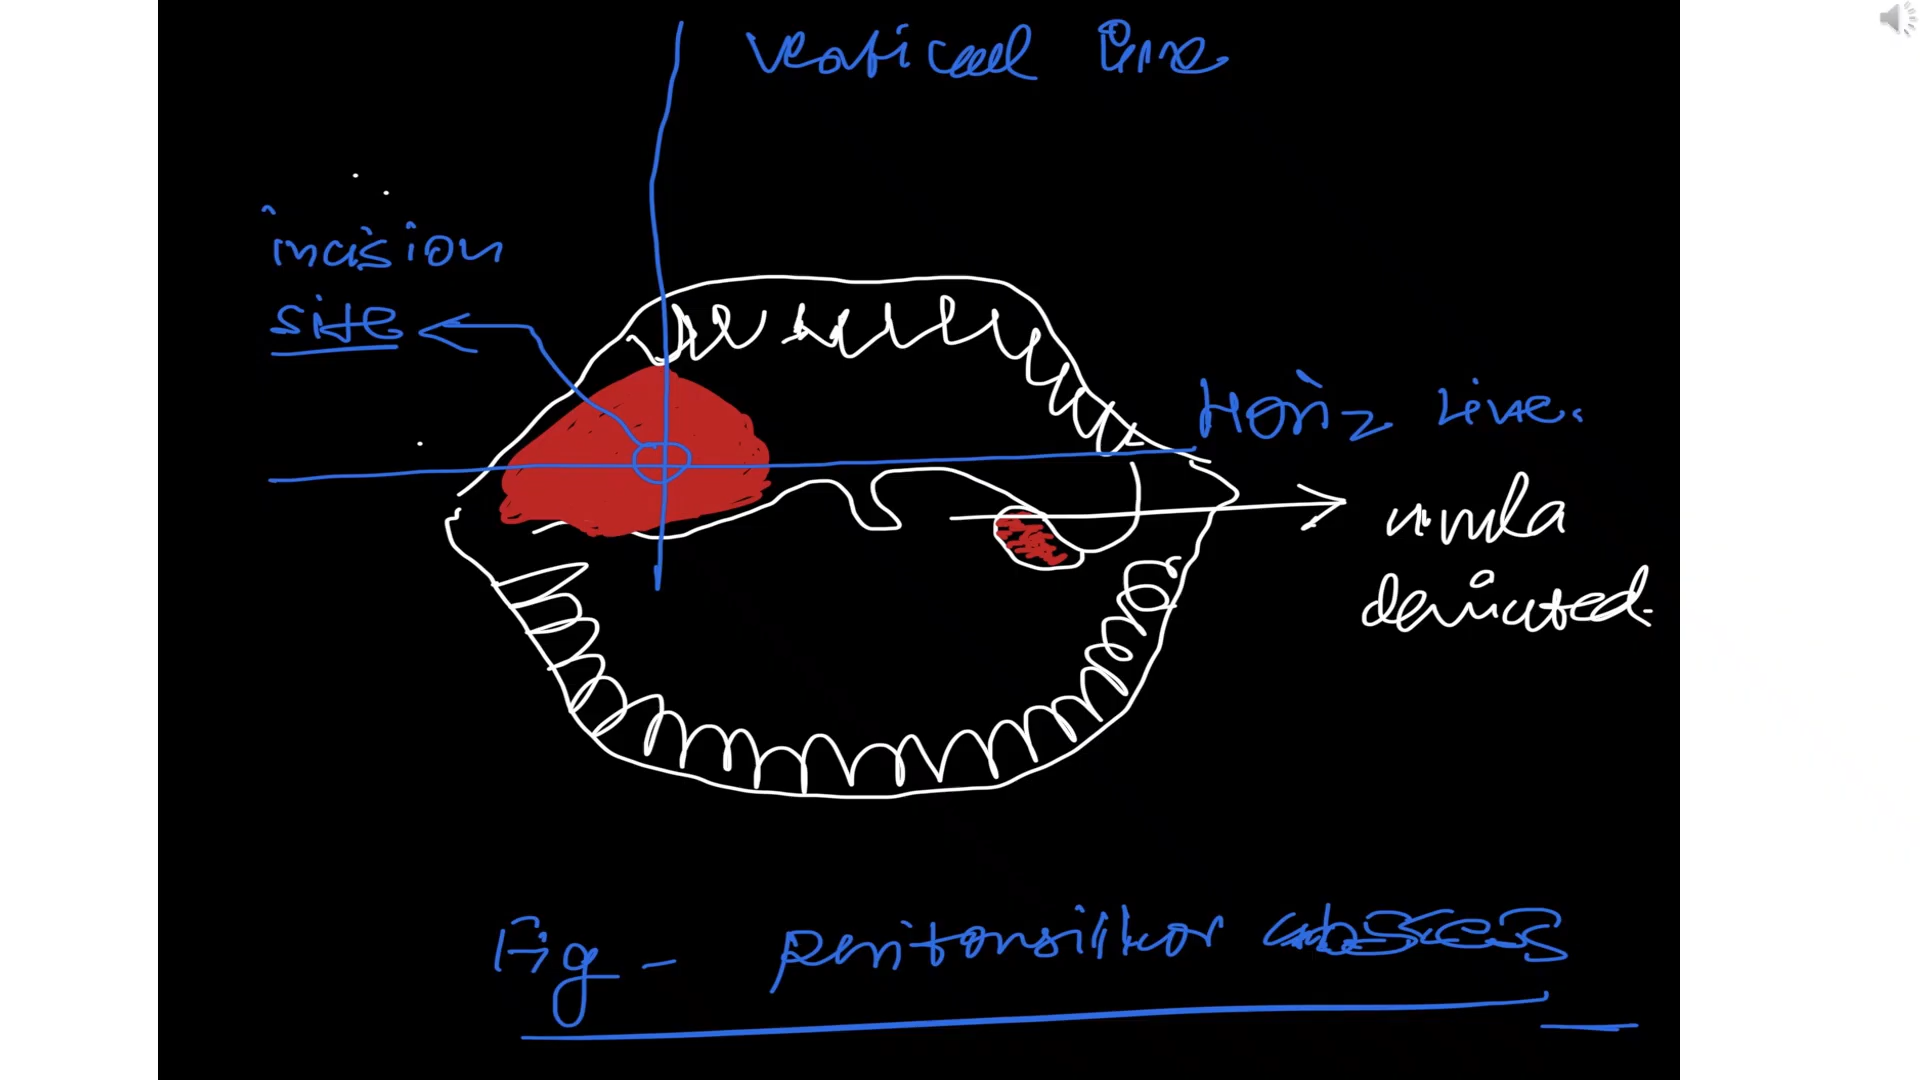 vertical line
incision
site
Horiz Line.
uvula
deviated.
Fig - peritonsillar abscess